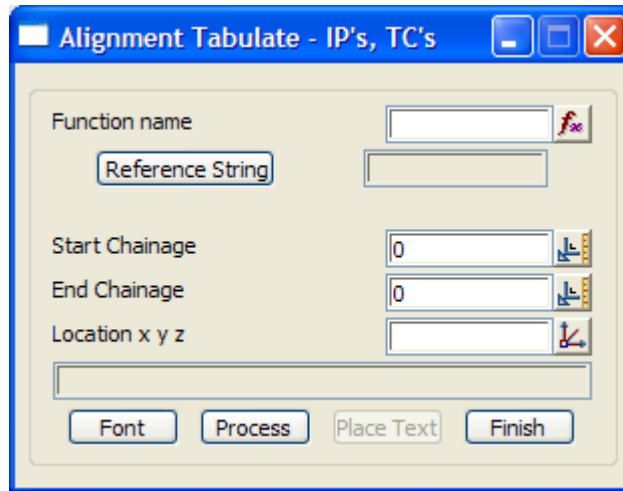 Alignment Tabulate - IP's, TC's
Function name
Reference String
Start Chainage 0
End Chainage 0
Location x y z
Font Process Place Text Finish